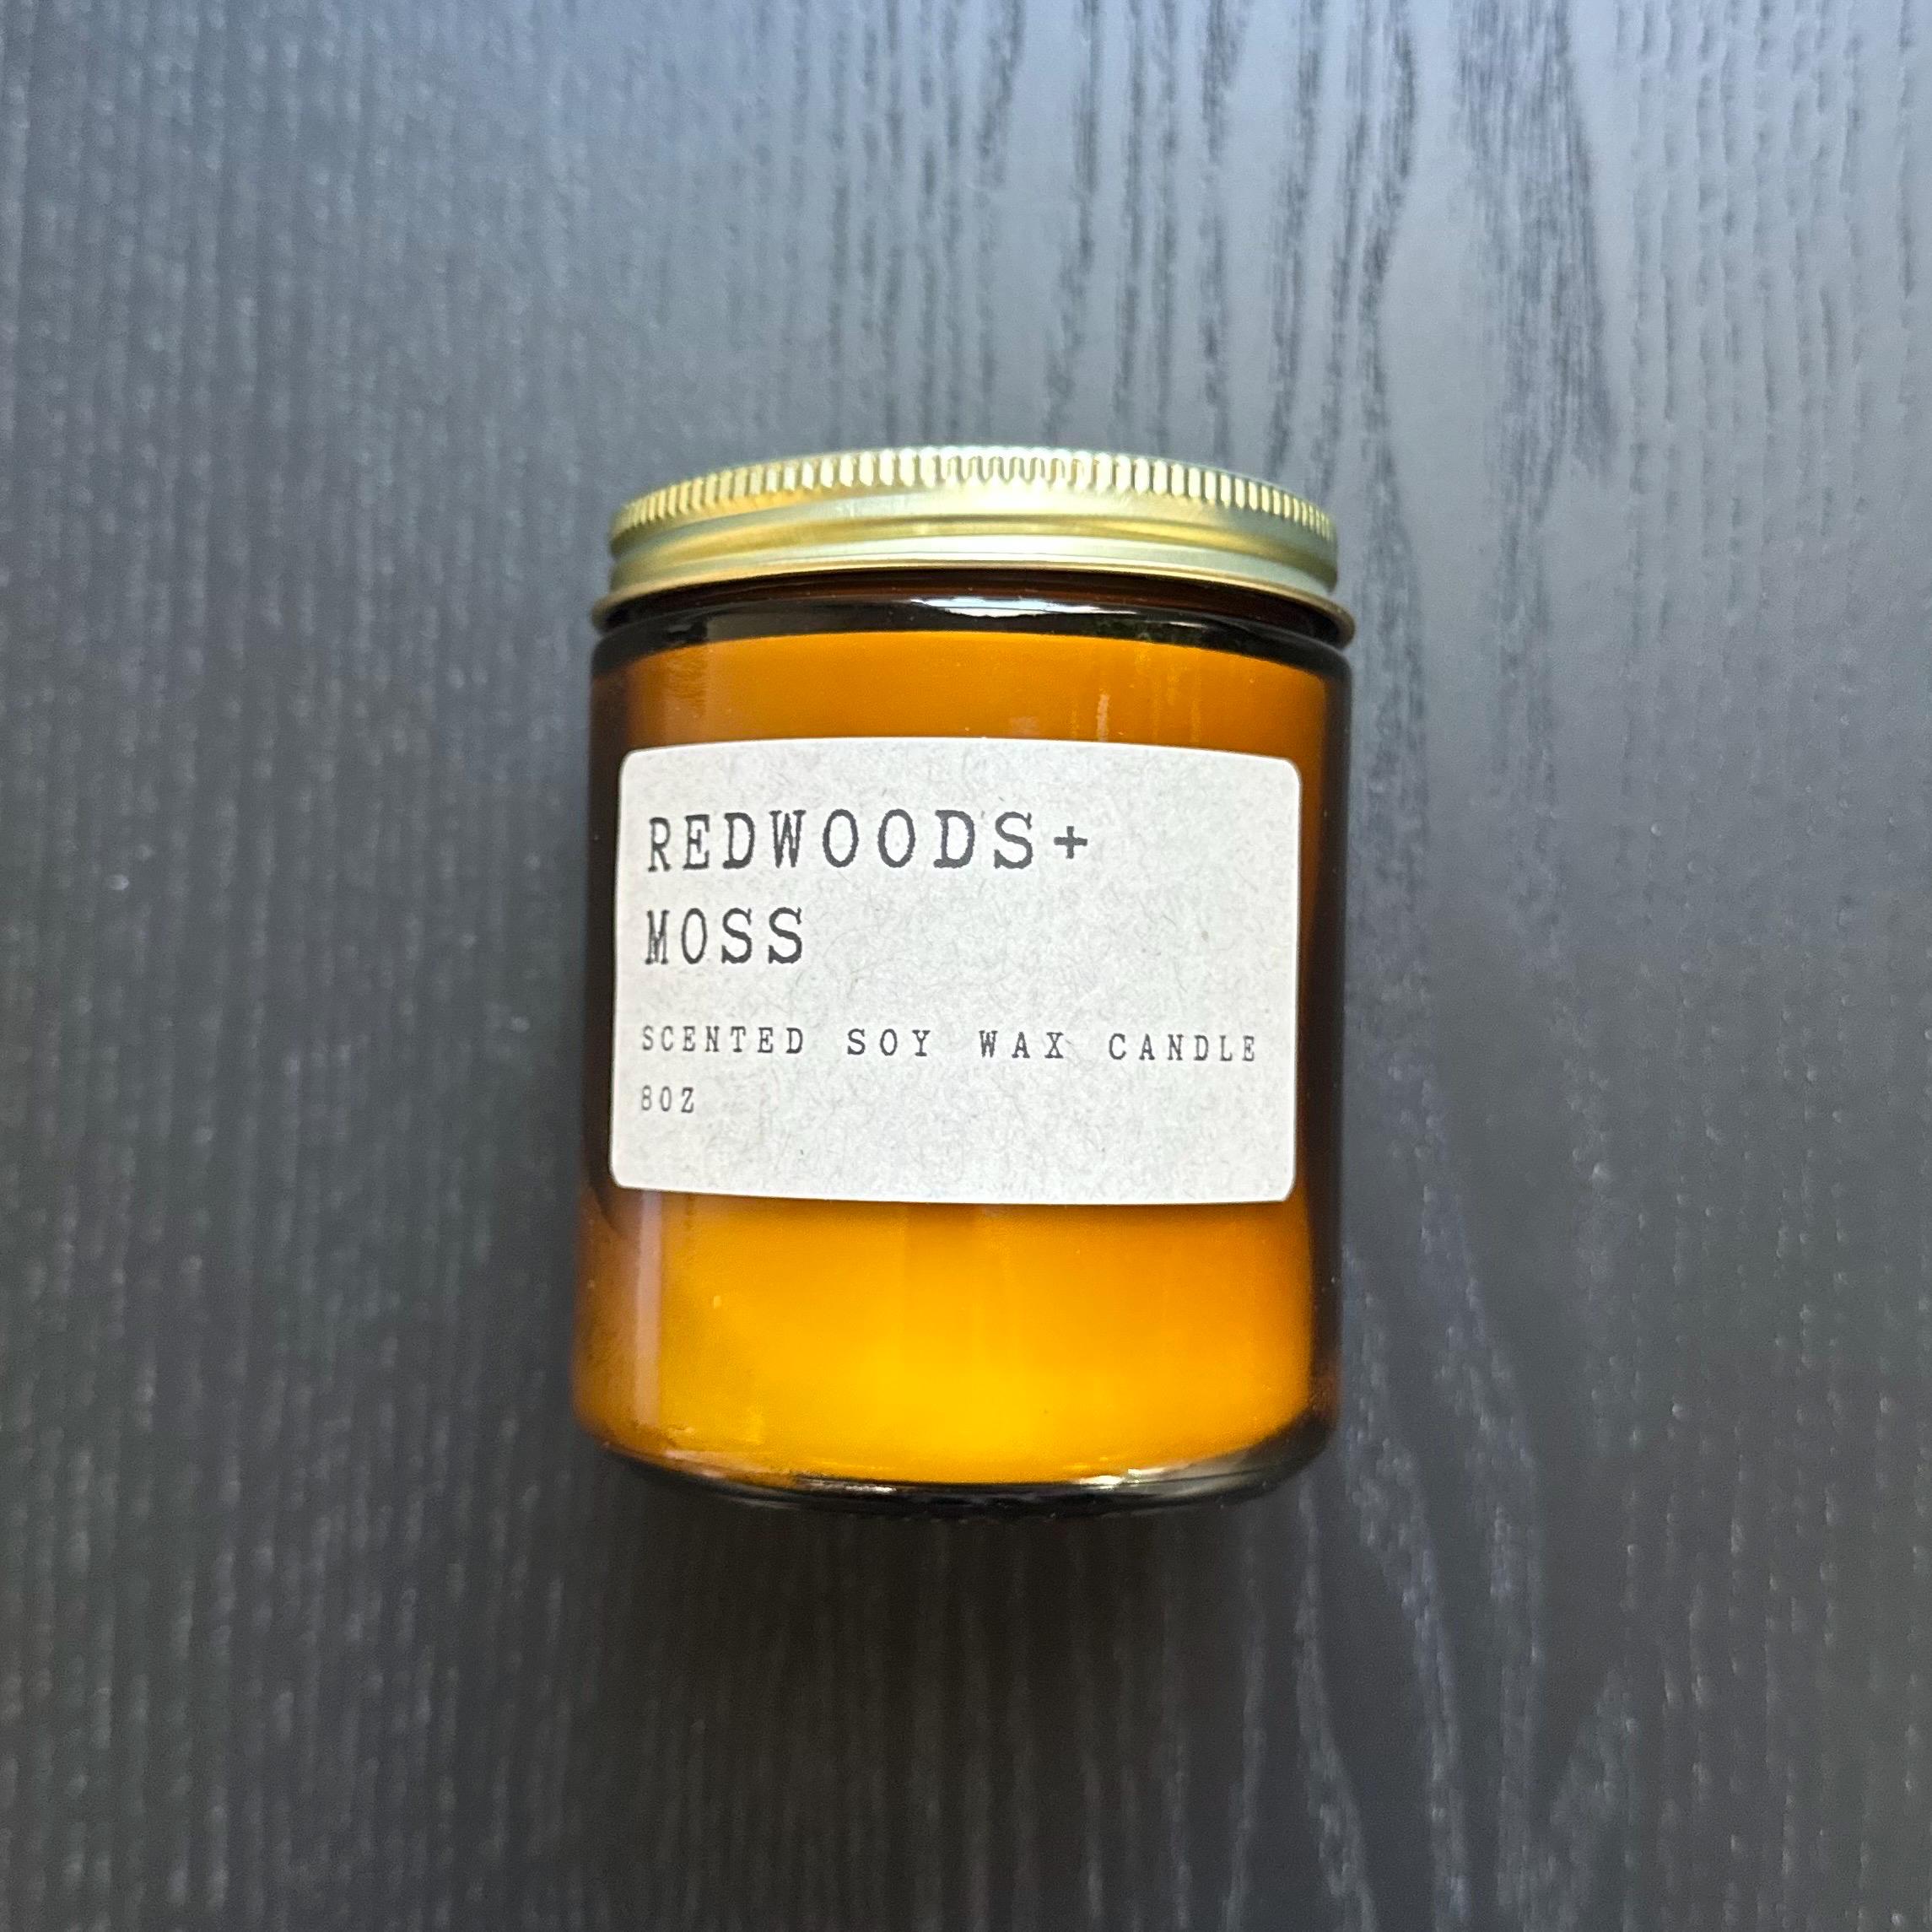 REDWOODS+
MOSS
SCENTED SOY WAX CANDLE
8OZ